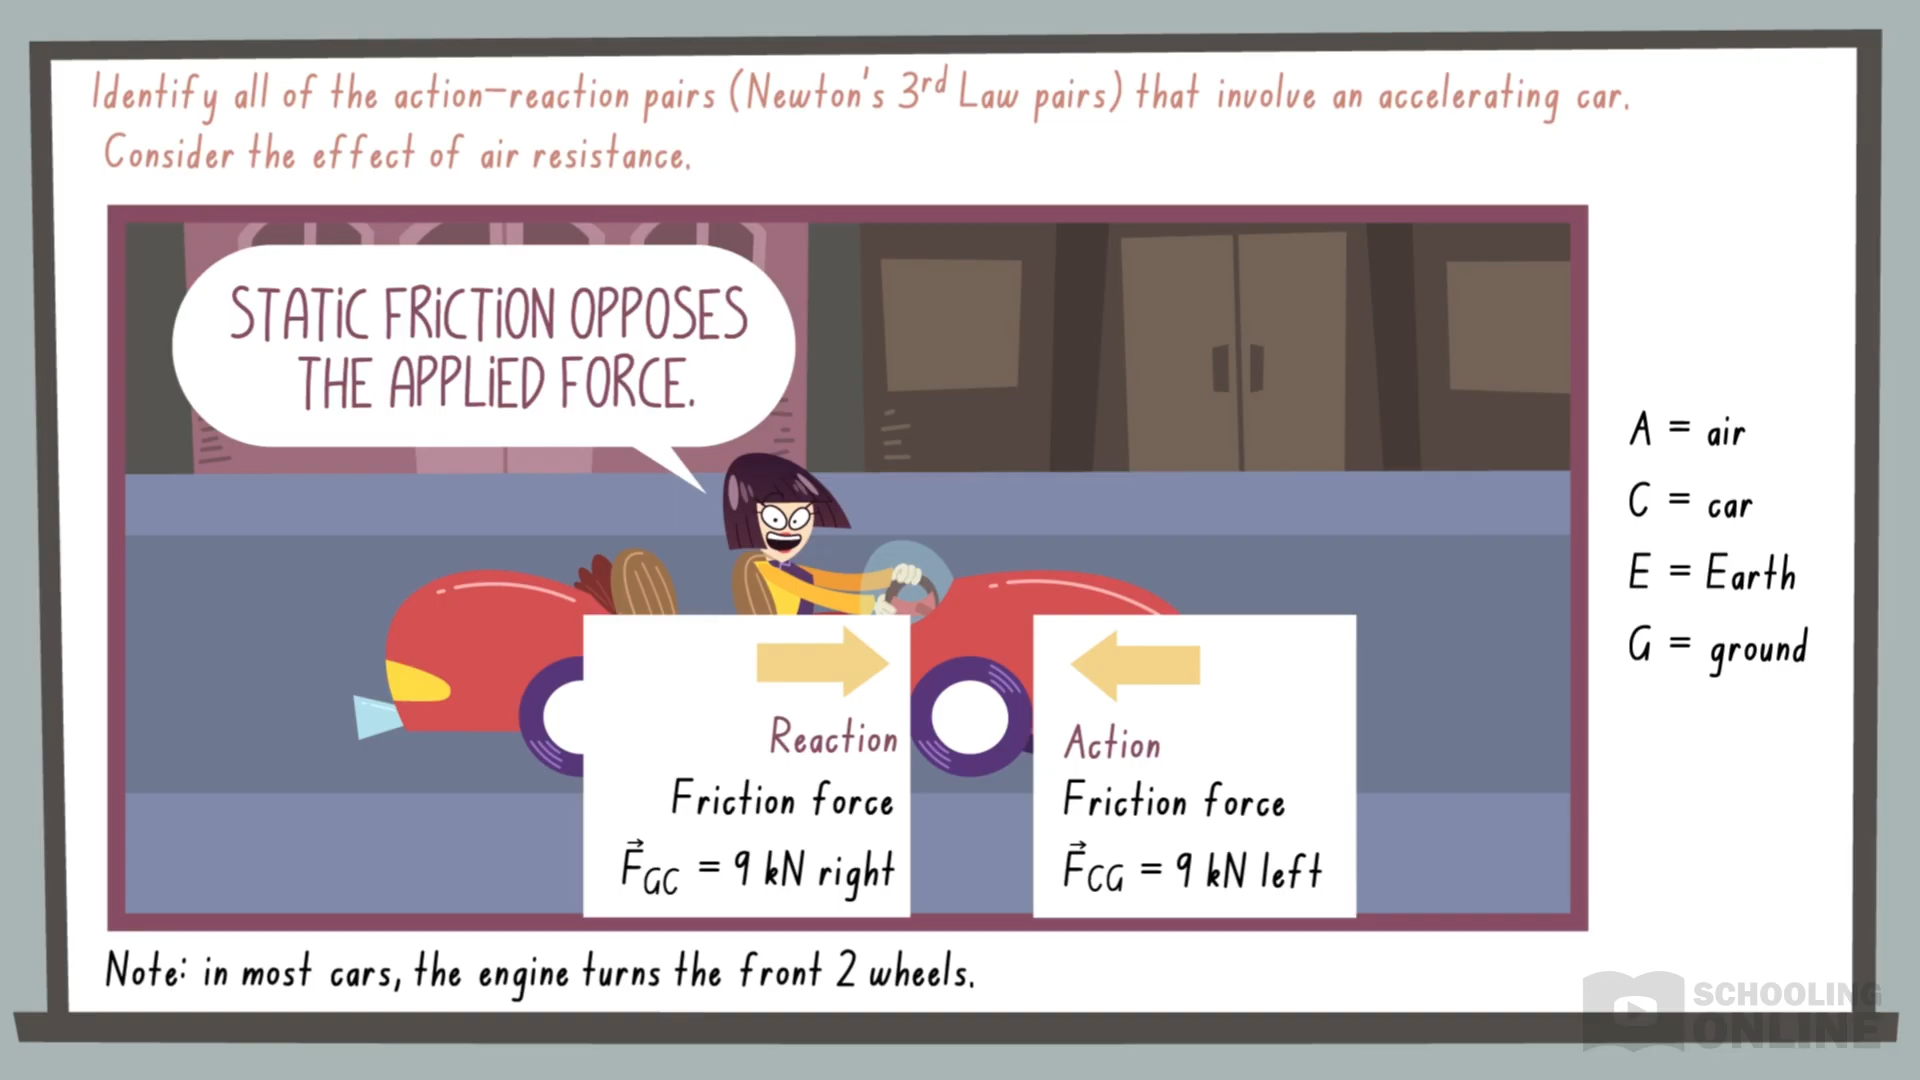 Identify all of the action–reaction pairs (Newton's 3rd Law pairs) that involve an accelerating car.
Consider the effect of air resistance.
STATIC FRICTION OPPOSES
THE APPLIED FORCE.
A = air
C = car
E = Earth
G = ground
Reaction
Friction force
F⃗GC = 9 kN right
Action
Friction force
F⃗CG = 9 kN left
Note: in most cars, the engine turns the front 2 wheels.
SCHOOLING
ONLINE